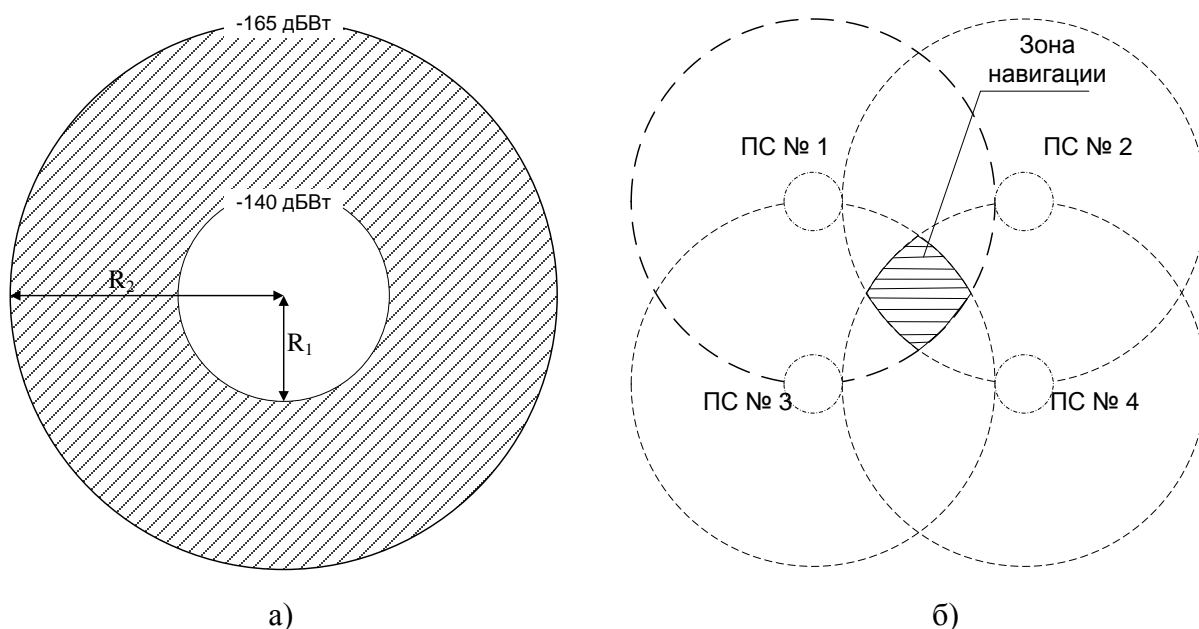 -165 дБВт
-140 дБВт
R₂
R₁
а)
Зона
навигации
ПС № 1
ПС № 2
ПС № 3
ПС № 4
б)